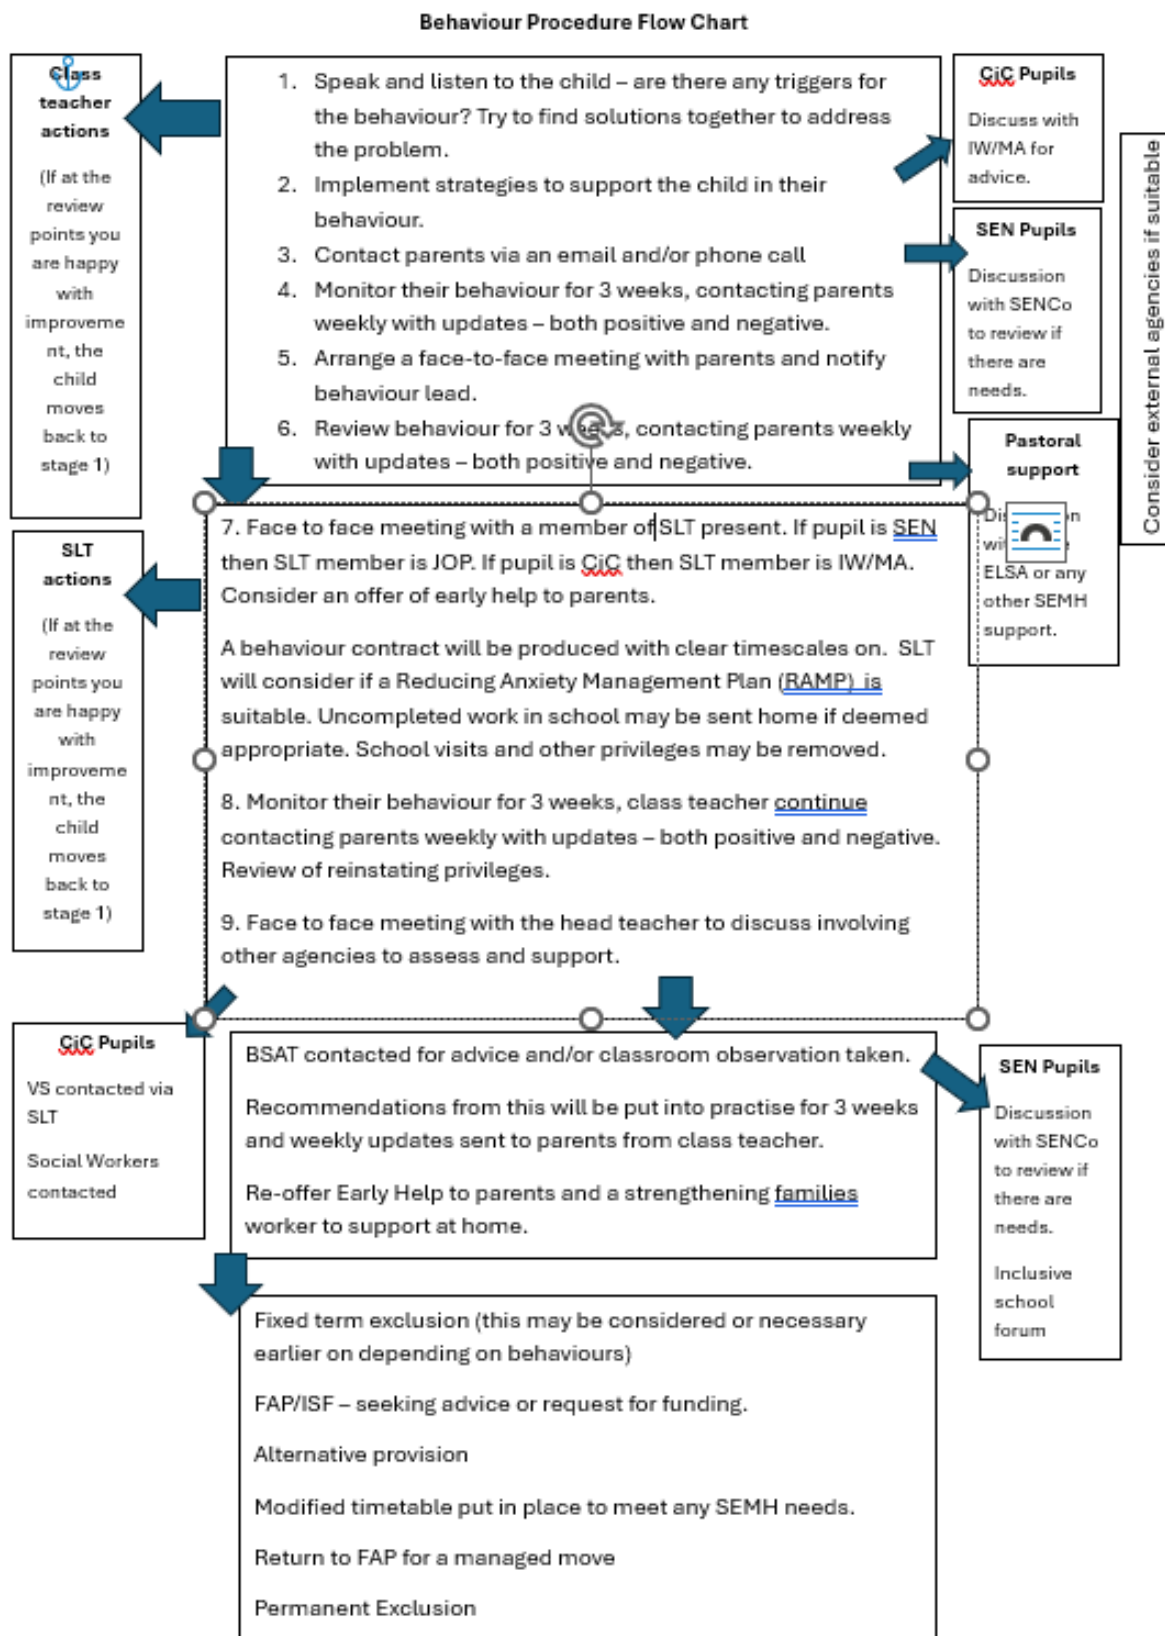 Behaviour Procedure Flow Chart
Class
teacher
actions
(If at the
review
points you
are happy
with
improveme
nt, the
child
moves
back to
stage 1)
1. Speak and listen to the child – are there any triggers for
the behaviour? Try to find solutions together to address
the problem.
2. Implement strategies to support the child in their
behaviour.
3. Contact parents via an email and/or phone call
4. Monitor their behaviour for 3 weeks, contacting parents
weekly with updates – both positive and negative.
5. Arrange a face-to-face meeting with parents and notify
behaviour lead.
6. Review behaviour for 3 weeks, contacting parents weekly
with updates – both positive and negative.
CiC Pupils
Discuss with
IW/MA for
advice.
SEN Pupils
Discussion
with SENCo
to review if
there are
needs.
Pastoral
support
ELSA or any
other SEMH
support.
Consider external agencies if suitable
SLT
actions
(If at the
review
points you
are happy
with
improveme
nt, the
child
moves
back to
stage 1)
7. Face to face meeting with a member of SLT present. If pupil is SEN
then SLT member is JOP. If pupil is CiC then SLT member is IW/MA.
Consider an offer of early help to parents.
A behaviour contract will be produced with clear timescales on. SLT
will consider if a Reducing Anxiety Management Plan (RAMP) is
suitable. Uncompleted work in school may be sent home if deemed
appropriate. School visits and other privileges may be removed.
8. Monitor their behaviour for 3 weeks, class teacher continue
contacting parents weekly with updates – both positive and negative.
Review of reinstating privileges.
9. Face to face meeting with the head teacher to discuss involving
other agencies to assess and support.
CiC Pupils
VS contacted via
SLT
Social Workers
contacted
BSAT contacted for advice and/or classroom observation taken.
Recommendations from this will be put into practise for 3 weeks
and weekly updates sent to parents from class teacher.
Re-offer Early Help to parents and a strengthening families
worker to support at home.
SEN Pupils
Discussion
with SENCo
to review if
there are
needs.
Inclusive
school
forum
Fixed term exclusion (this may be considered or necessary
earlier on depending on behaviours)
FAP/ISF – seeking advice or request for funding.
Alternative provision
Modified timetable put in place to meet any SEMH needs.
Return to FAP for a managed move
Permanent Exclusion